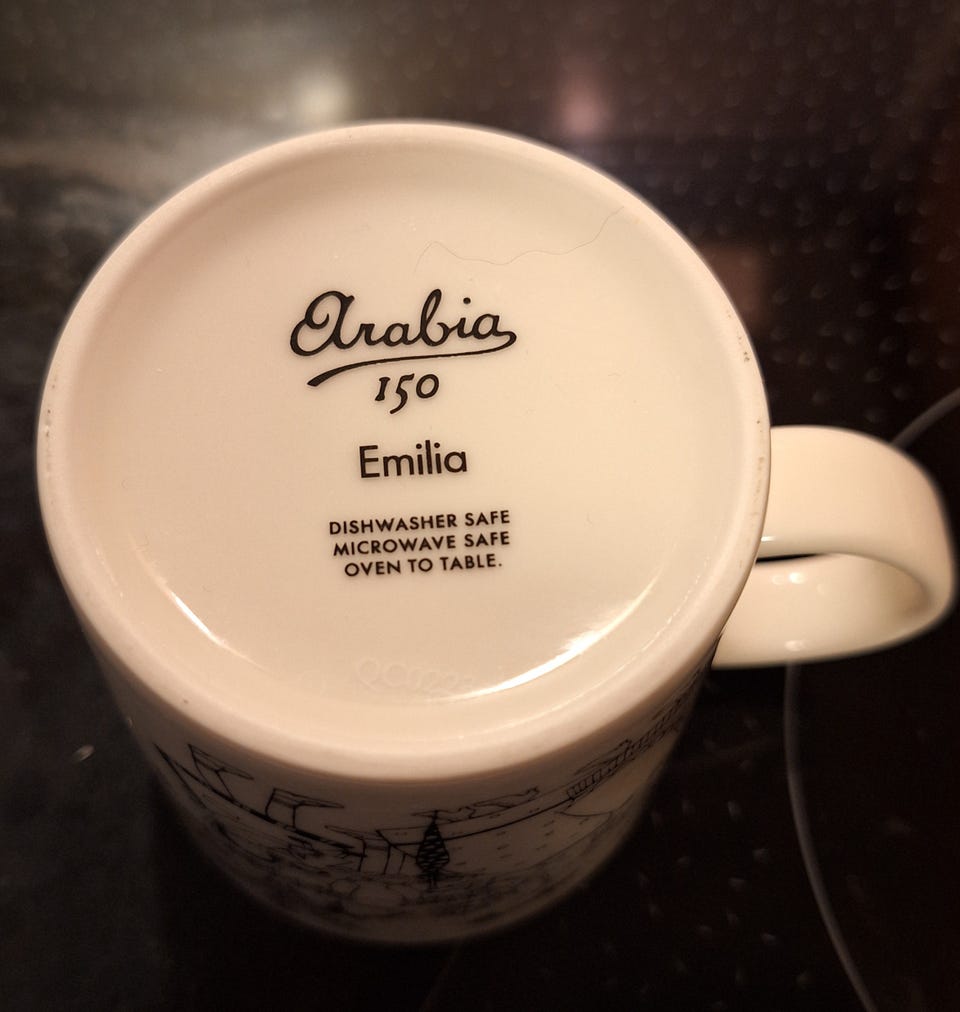 Arabia
150
Emilia
DISHWASHER SAFE
MICROWAVE SAFE
OVEN TO TABLE.